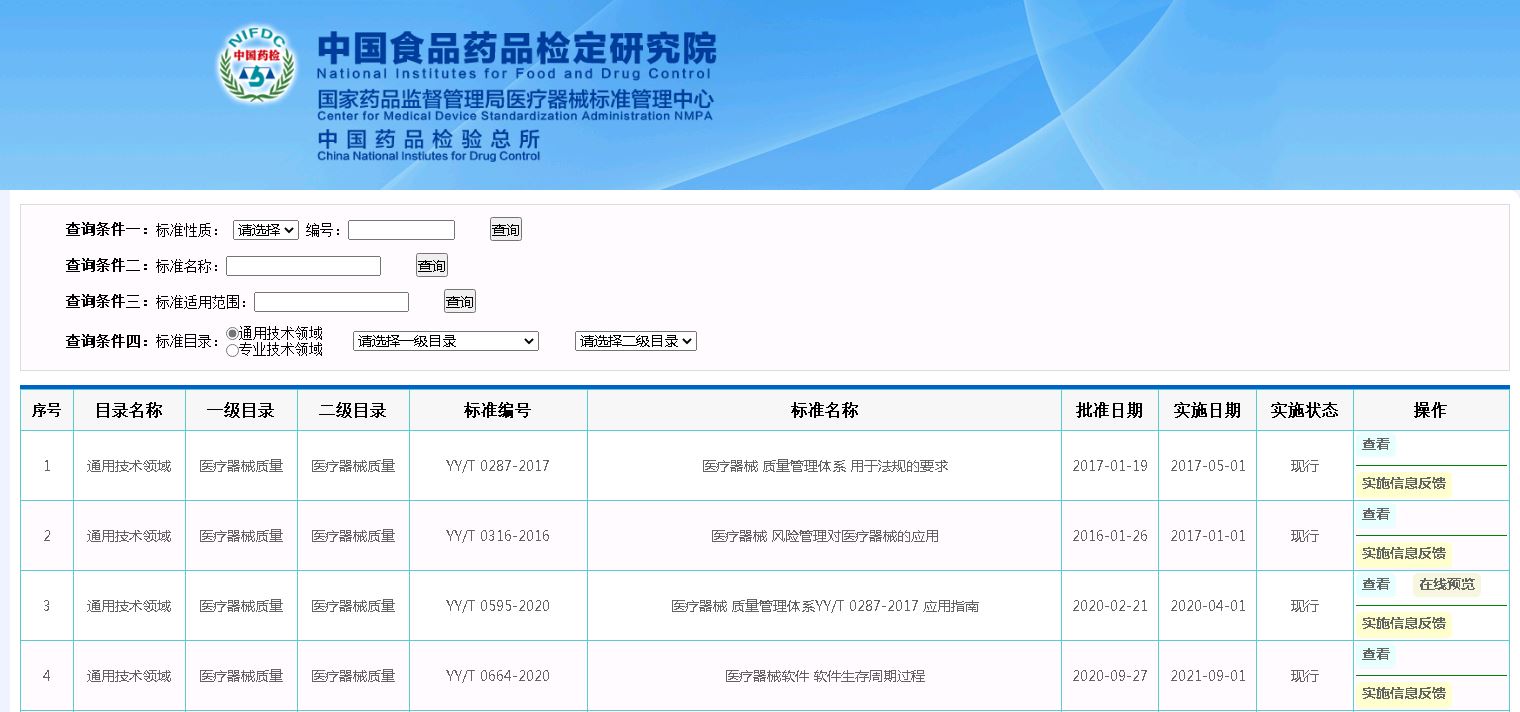 NIFDC
中国药检
中国食品药品检定研究院
National Institutes for Food and Drug Control
国家药品监督管理局医疗器械标准管理中心
Center for Medical Device Standardization Administration NMPA
中国药品检验总所
China National Institutes for Drug Control
查询条件一：标准性质： 请选择 编号： 查询
查询条件二：标准名称： 查询
查询条件三：标准适用范围： 查询
查询条件四：标准目录： 通用技术领域 专业技术领域 请选择一级目录 请选择二级目录
序号 目录名称 一级目录 二级目录 标准编号 标准名称 批准日期 实施日期 实施状态 操作
1 通用技术领域 医疗器械质量 医疗器械质量 YY/T 0287-2017 医疗器械 质量管理体系 用于法规的要求 2017-01-19 2017-05-01 现行 查看
实施信息反馈
2 通用技术领域 医疗器械质量 医疗器械质量 YY/T 0316-2016 医疗器械 风险管理对医疗器械的应用 2016-01-26 2017-01-01 现行 查看
实施信息反馈
3 通用技术领域 医疗器械质量 医疗器械质量 YY/T 0595-2020 医疗器械 质量管理体系YY/T 0287-2017 应用指南 2020-02-21 2020-04-01 现行 查看 在线预览
实施信息反馈
4 通用技术领域 医疗器械质量 医疗器械质量 YY/T 0664-2020 医疗器械软件 软件生存周期过程 2020-09-27 2021-09-01 现行 查看
实施信息反馈